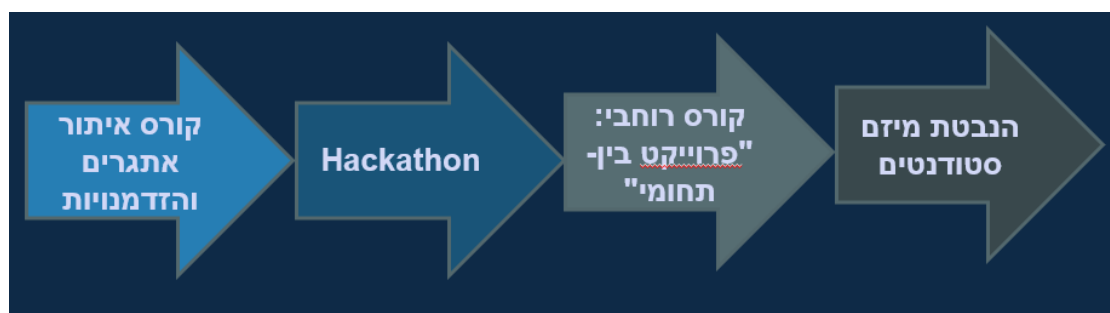 קורס איתור
אתגרים
והזדמנויות
Hackathon
קורס רוחבי:
"פרוייקט בין-
תחומי"
הנבטת מיזם
סטודנטים